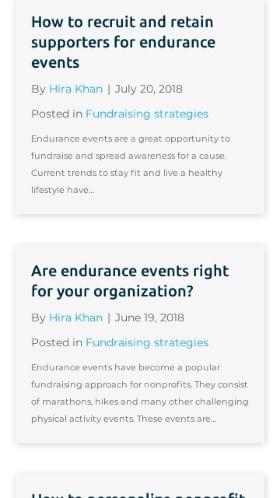 How to recruit and retain
supporters for endurance
events
By Hira Khan | July 20, 2018
Posted in Fundraising strategies
Endurance events are a great opportunity to
fundraise and spread awareness for a cause.
Current trends to stay fit and live a healthy
lifestyle have...
Are endurance events right
for your organization?
By Hira Khan | June 19, 2018
Posted in Fundraising strategies
Endurance events have become a popular
fundraising approach for nonprofits. They consist
of marathons, hikes and many other challenging
physical activity events. These events are...
How to personalize nonprofit